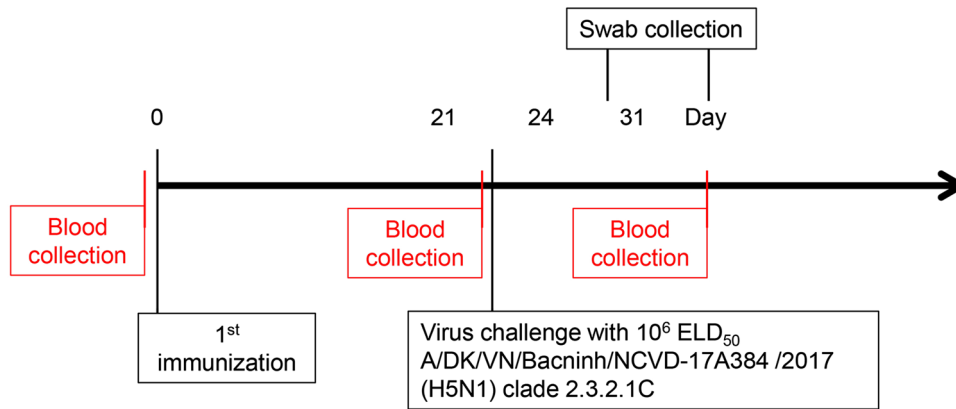 Swab collection
0 21 24 31 Day
Blood
collection
Blood
collection
Blood
collection
1st
immunization
Virus challenge with 10⁶ ELD₅₀
A/DK/VN/Bacninh/NCVD-17A384 /2017
(H5N1) clade 2.3.2.1C